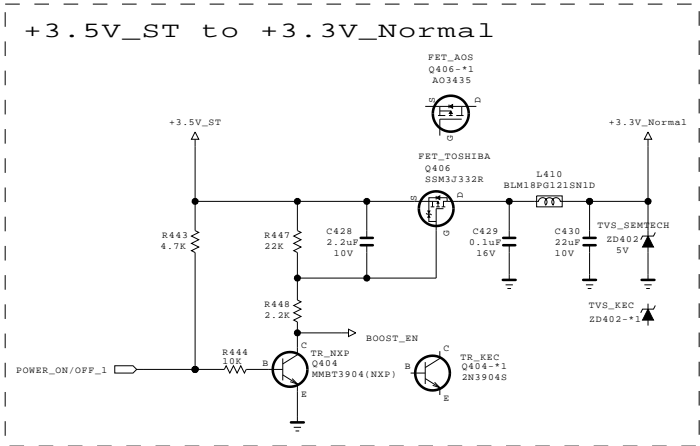 +3.5V_ST to +3.3V_Normal
FET_AOS
Q406-*1
AO3435
S
D
G
+3.5V_ST
+3.3V_Normal
FET_TOSHIBA
Q406
SSM3J332R
S
D
G
L410
BLM18PG121SN1D
R443
4.7K
R447
22K
C428
2.2uF
10V
C429
0.1uF
16V
C430
22uF
10V
TVS_SEMTECH
ZD402
5V
R448
2.2K
TVS_KEC
ZD402-*1
BOOST_EN
R444
10K
POWER_ON/OFF_1
B
C
E
TR_NXP
Q404
MMBT3904(NXP)
B
C
E
TR_KEC
Q404-*1
2N3904S